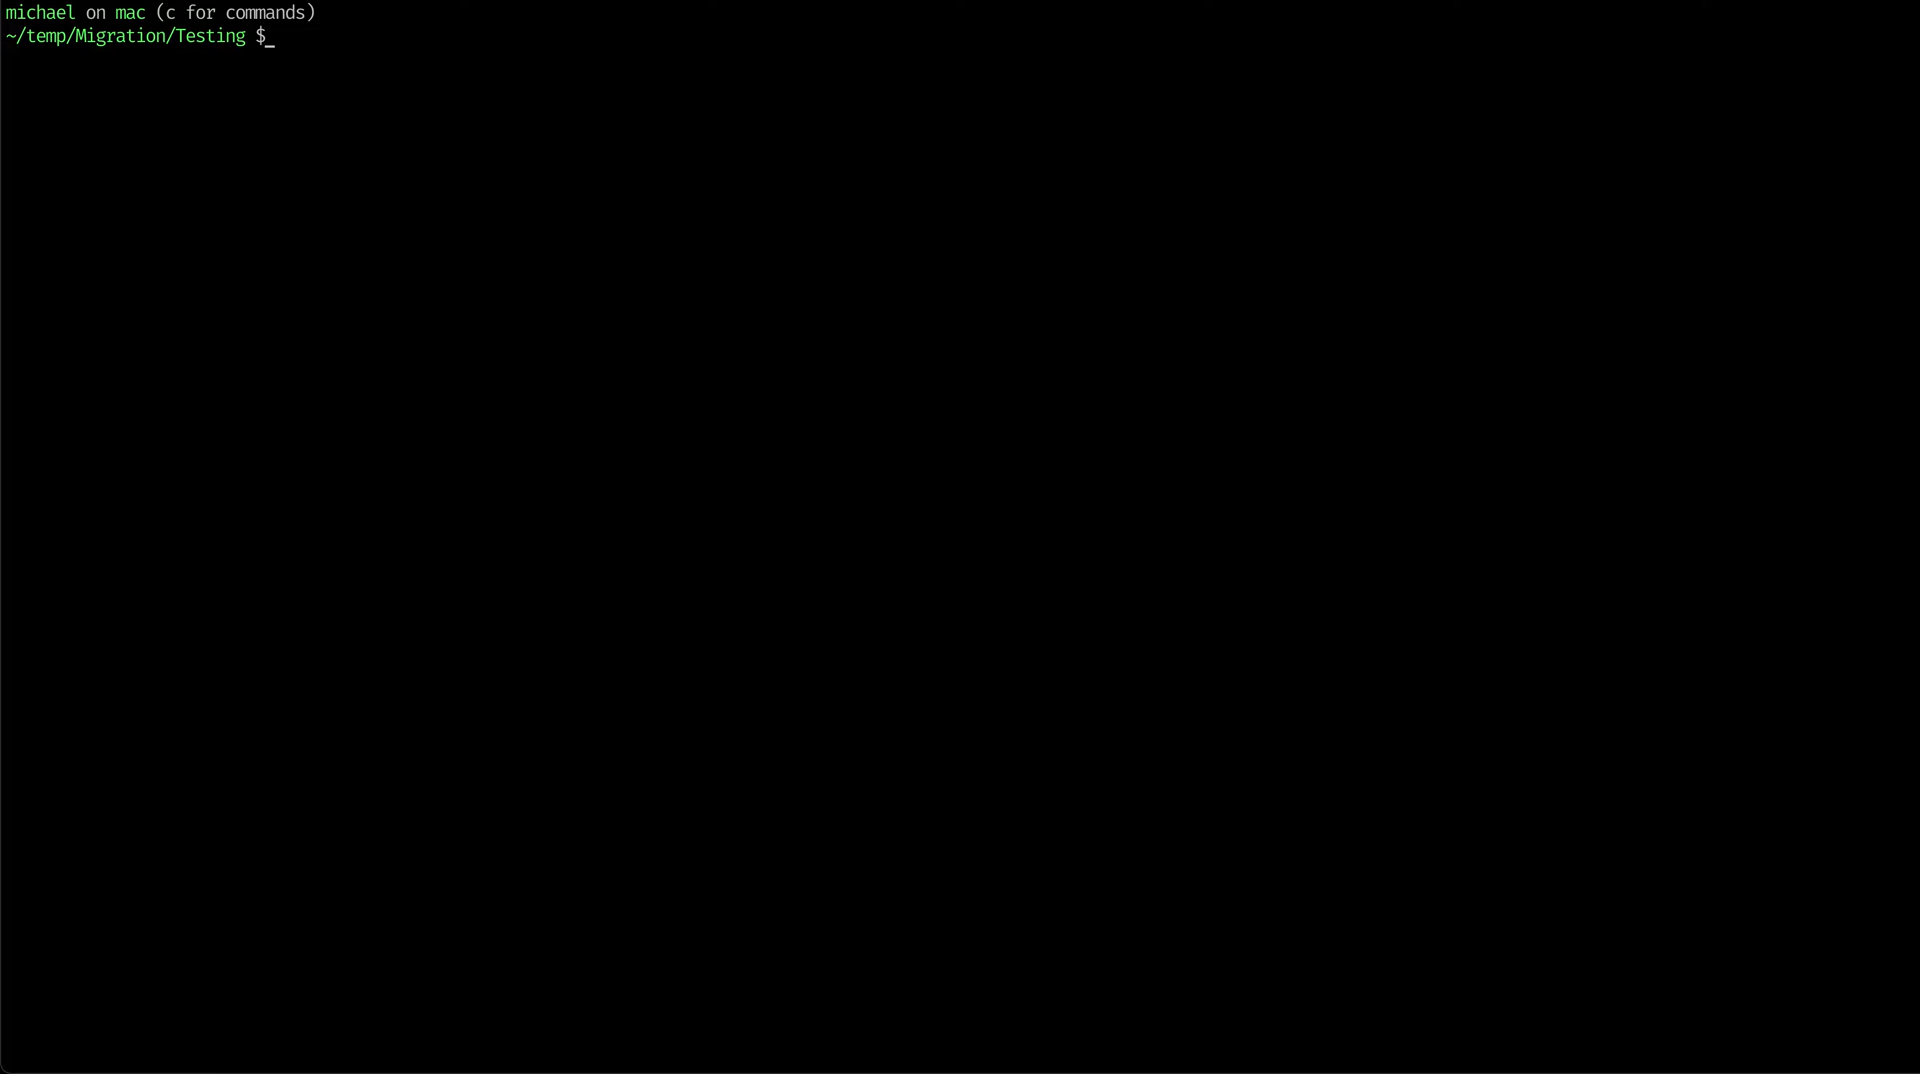 michael on mac (c for commands)
~/temp/Migration/Testing $_